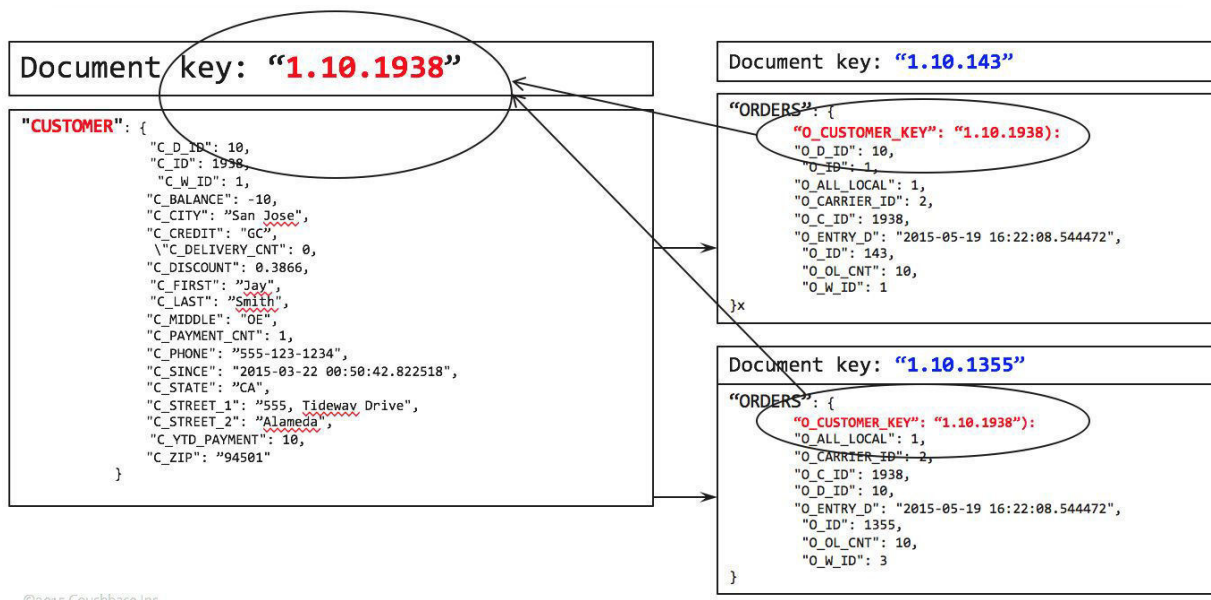 Document key: “1.10.1938”
"CUSTOMER": {
"C_D_ID": 10,
"C_ID": 1938,
"C_W_ID": 1,
"C_BALANCE": -10,
"C_CITY": ”San Jose",
"C_CREDIT": "GC”,
\"C_DELIVERY_CNT": 0,
"C_DISCOUNT": 0.3866,
"C_FIRST": ”Jay",
"C_LAST": ”Smith",
"C_MIDDLE": "OE",
"C_PAYMENT_CNT": 1,
"C_PHONE": ”555-123-1234",
"C_SINCE": "2015-03-22 00:50:42.822518",
"C_STATE": ”CA",
"C_STREET_1": ”555, Tideway Drive",
"C_STREET_2": ”Alameda",
"C_YTD_PAYMENT": 10,
"C_ZIP": ”94501"
}
Document key: “1.10.143”
“ORDERS”: {
“O_CUSTOMER_KEY”: “1.10.1938):
"O_D_ID": 10,
"O_ID": 1,
"O_ALL_LOCAL": 1,
"O_CARRIER_ID": 2,
"O_C_ID": 1938,
"O_ENTRY_D": "2015-05-19 16:22:08.544472",
"O_ID": 143,
"O_OL_CNT": 10,
"O_W_ID": 1
}x
Document key: “1.10.1355”
“ORDERS”: {
“O_CUSTOMER_KEY”: “1.10.1938”):
"O_ALL_LOCAL": 1,
"O_CARRIER_ID": 2,
"O_C_ID": 1938,
"O_D_ID": 10,
"O_ENTRY_D": "2015-05-19 16:22:08.544472",
"O_ID": 1355,
"O_OL_CNT": 10,
"O_W_ID": 3
}
©2015 Couchbase Inc.